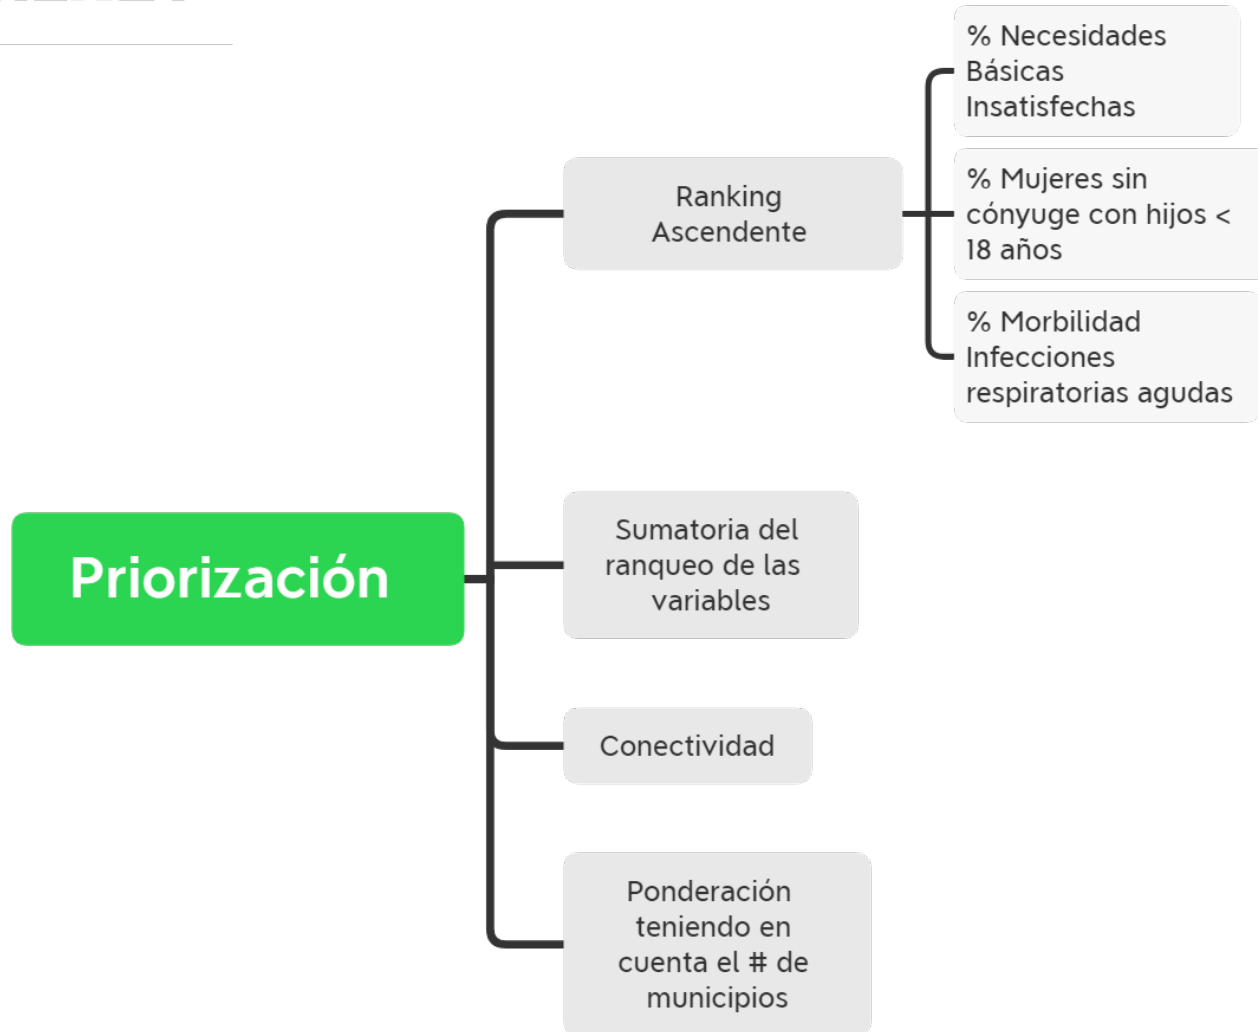 % Necesidades
Básicas
Insatisfechas
% Mujeres sin
cónyuge con hijos <
18 años
Ranking
Ascendente
% Morbilidad
Infecciones
respiratorias agudas
Sumatoria del
ranqueo de las
variables
Priorización
Conectividad
Ponderación
teniendo en
cuenta el # de
municipios